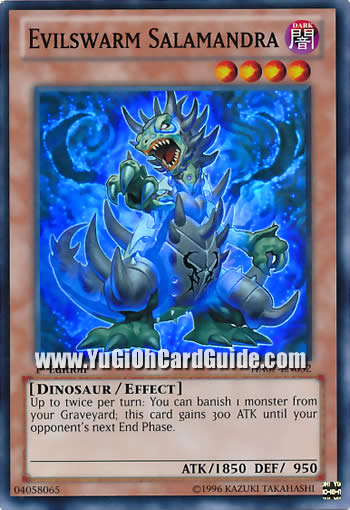 EVILSWARM SALAMANDRA
DARK
闇
www.YuGiOhCardGuide.com
1st Edition
[DINOSAUR / EFFECT]
Up to twice per turn: You can banish 1 monster
from your Graveyard; this card gains 300 ATK until your
opponent's next End Phase.
ATK/1850 DEF/ 950
04058065
©1996 KAZUKI TAKAHASHI